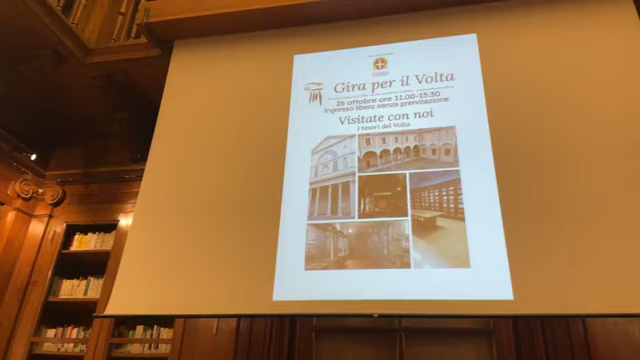 Gira per il Volta
26 ottobre ore 11.00-15.30
Ingresso libero senza prenotazione
Visitate con noi
i tesori del Volta